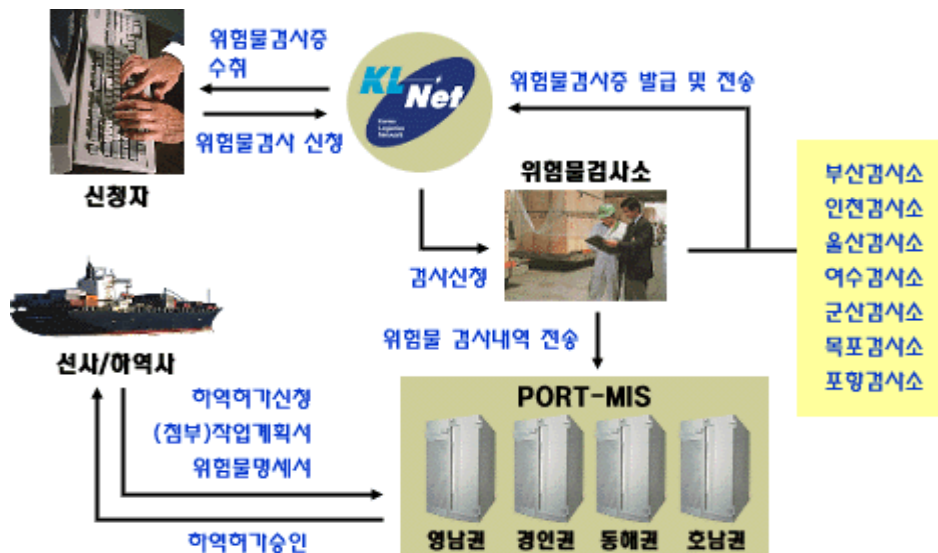 위험물검사증
수취
위험물검사 신청
신청자
KL Net
Korea
Logistics
Network
위험물검사증 발급 및 전송
위험물검사소
검사신청
부산검사소
인천검사소
울산검사소
여수검사소
군산검사소
목포검사소
포항검사소
위험물 검사내역 전송
선사/하역사
하역허가신청
(첨부)작업계획서
위험물명세서
하역허가승인
PORT-MIS
영남권 경인권 동해권 호남권